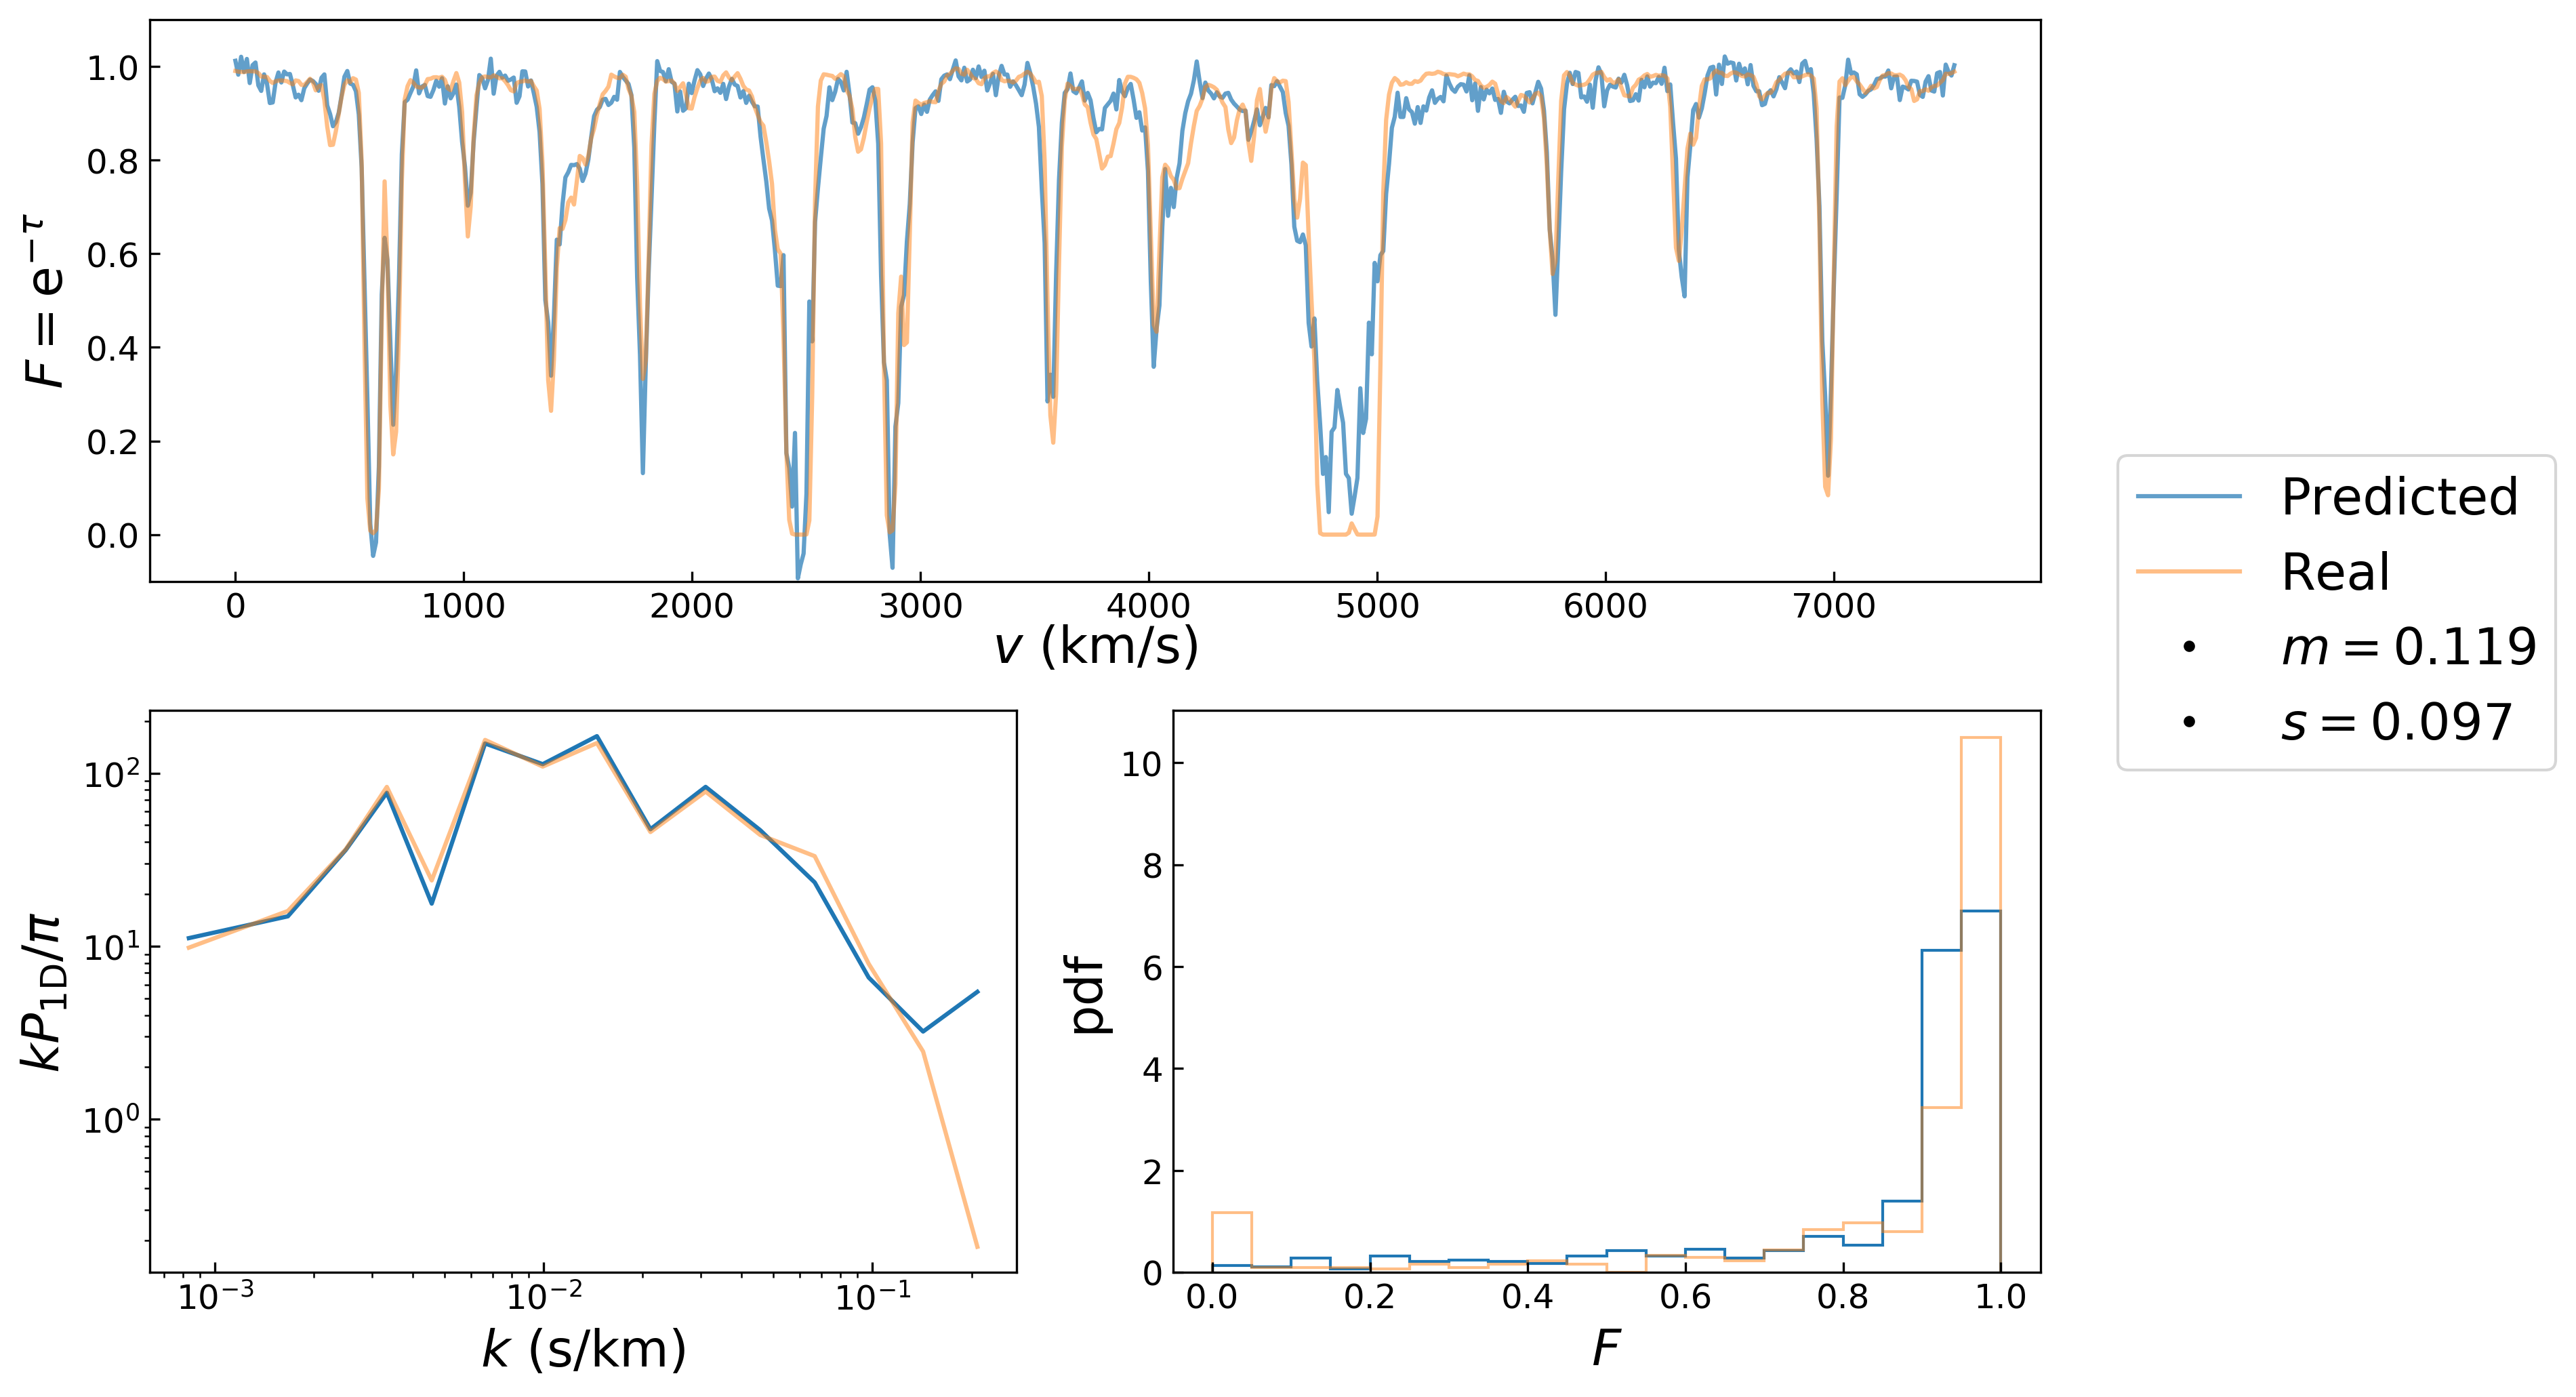 F = e^{−τ}
1.0
0.8
0.6
0.4
0.2
0.0
0 1000 2000 3000 4000 5000 6000 7000
v (km/s)
Predicted
Real
m = 0.119
s = 0.097
kP_{1D}/π
10^2
10^1
10^0
10^{−3} 10^{−2} 10^{−1}
k (s/km)
pdf
10
8
6
4
2
0
0.0 0.2 0.4 0.6 0.8 1.0
F